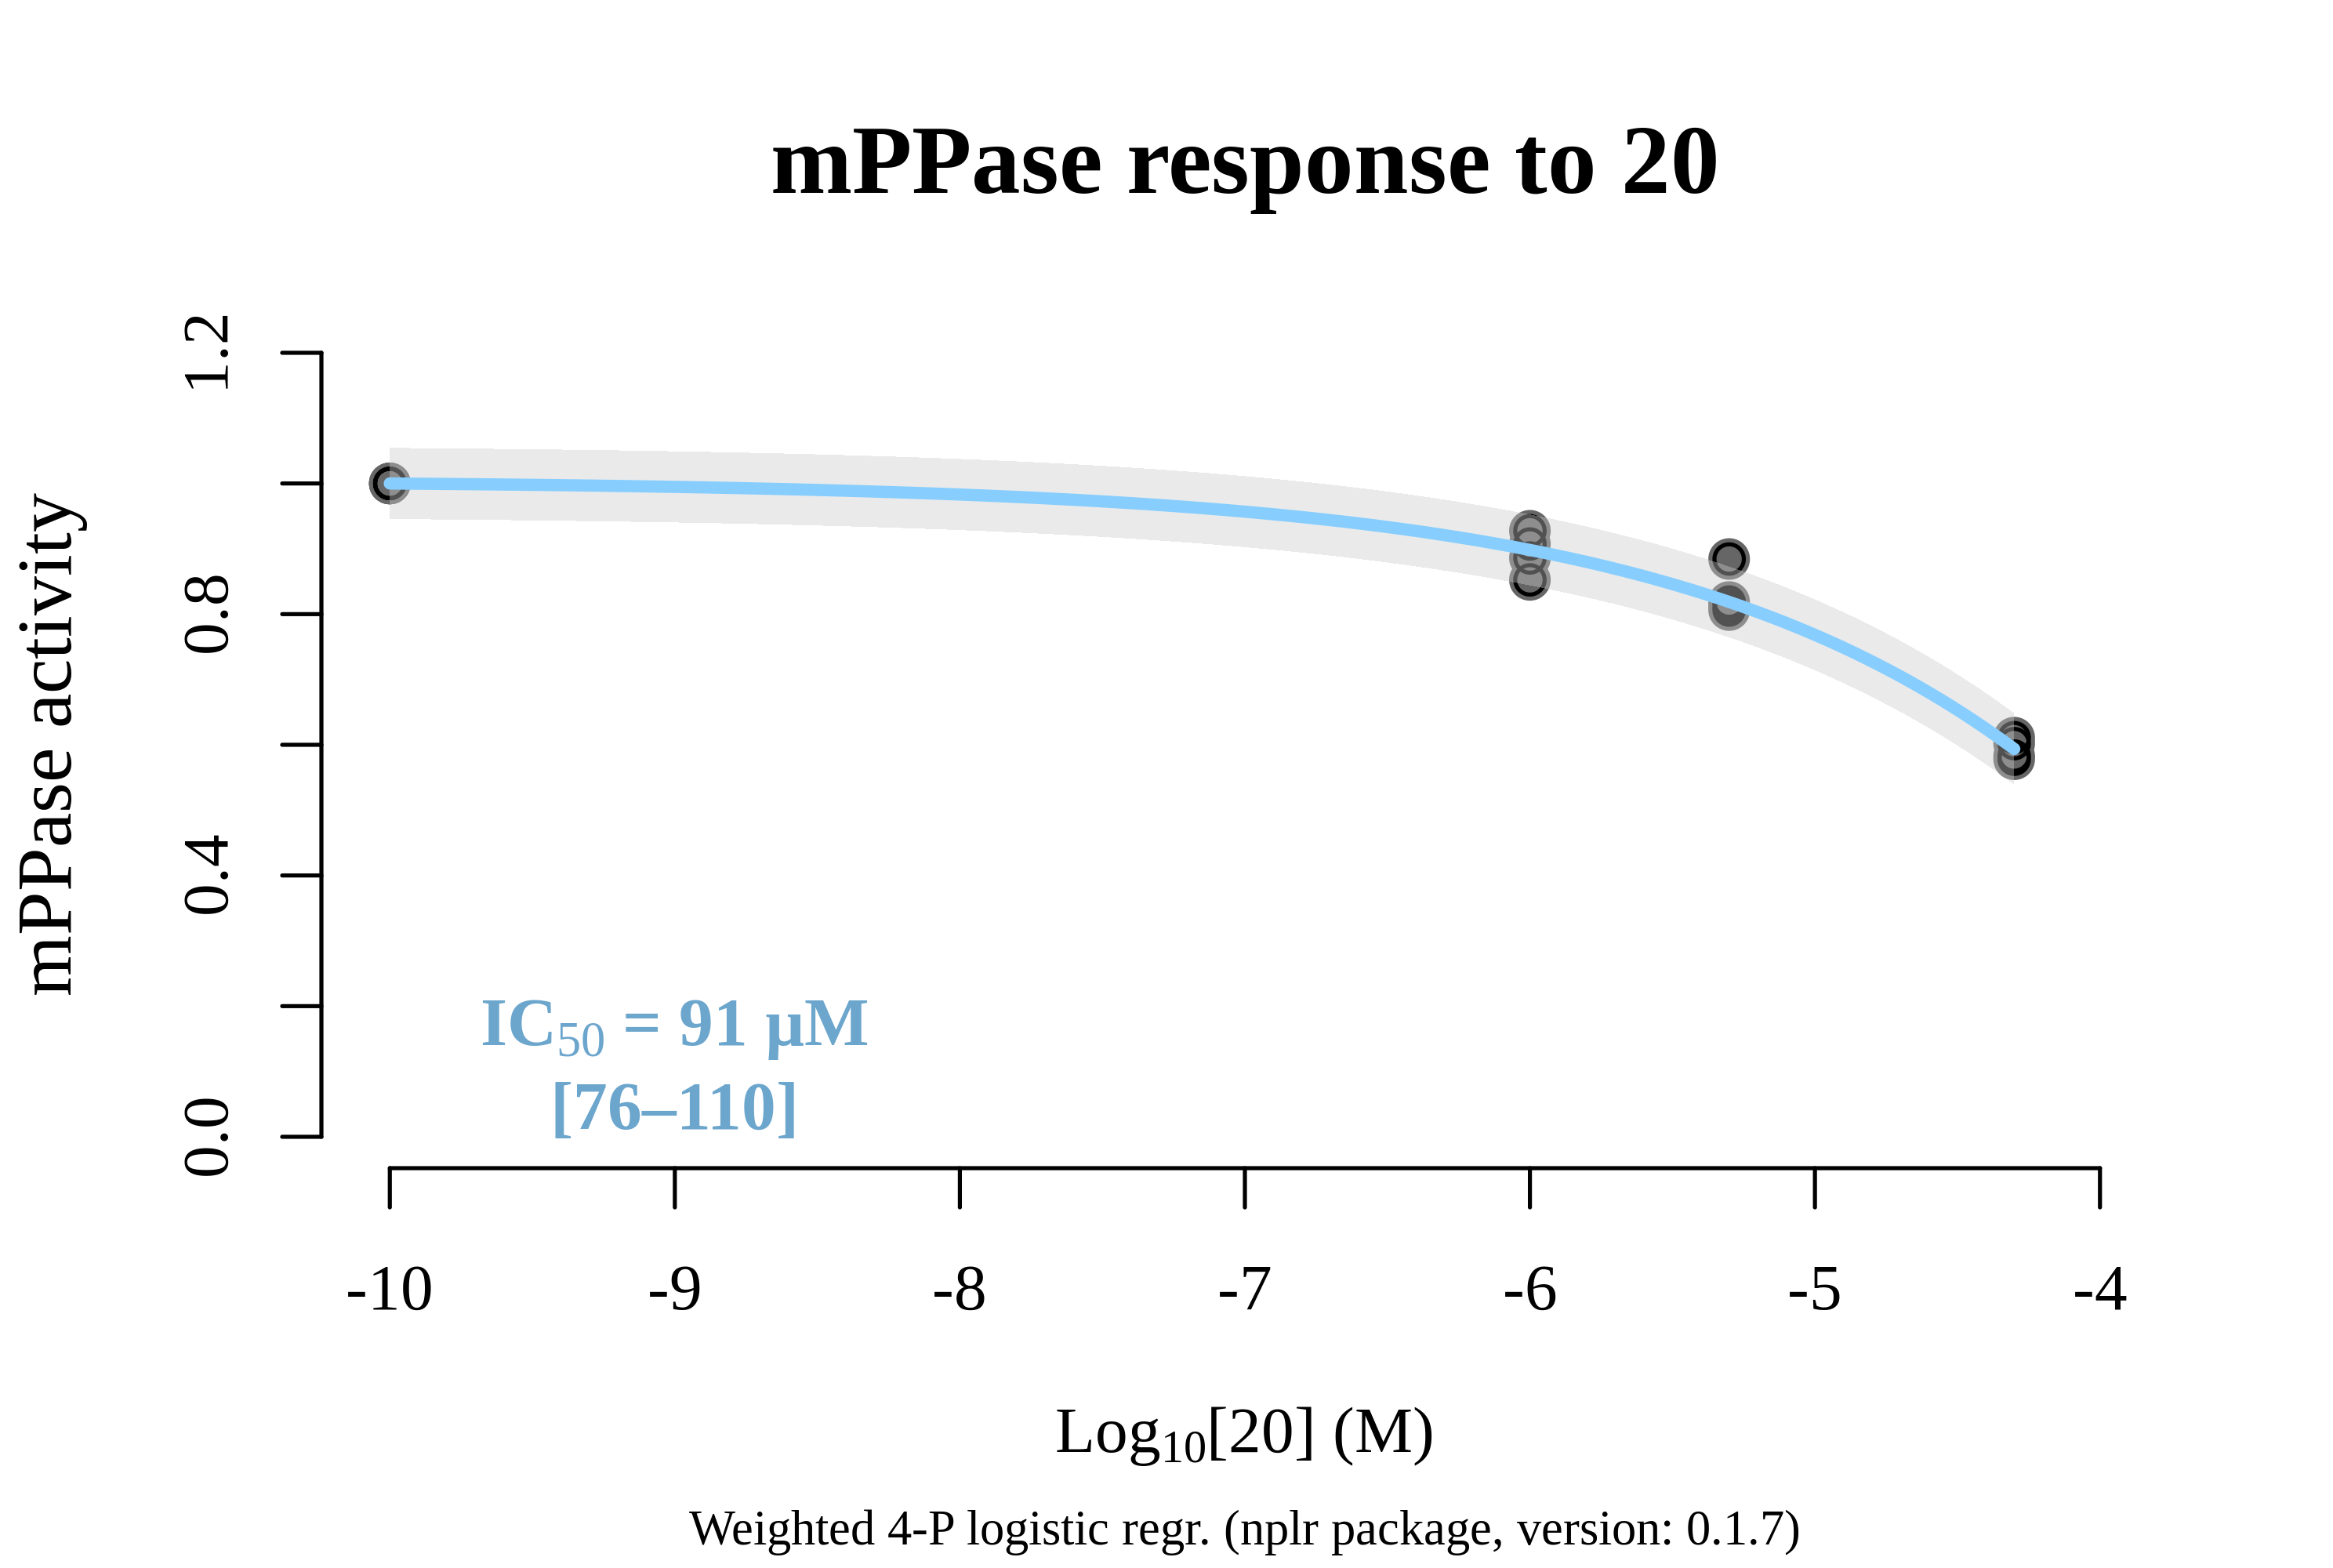 mPPase response to 20
mPPase activity
1.2
0.8
0.4
0.0
IC50 = 91 µM
[76–110]
-10 -9 -8 -7 -6 -5 -4
Log10[20] (M)
Weighted 4-P logistic regr. (nplr package, version: 0.1.7)